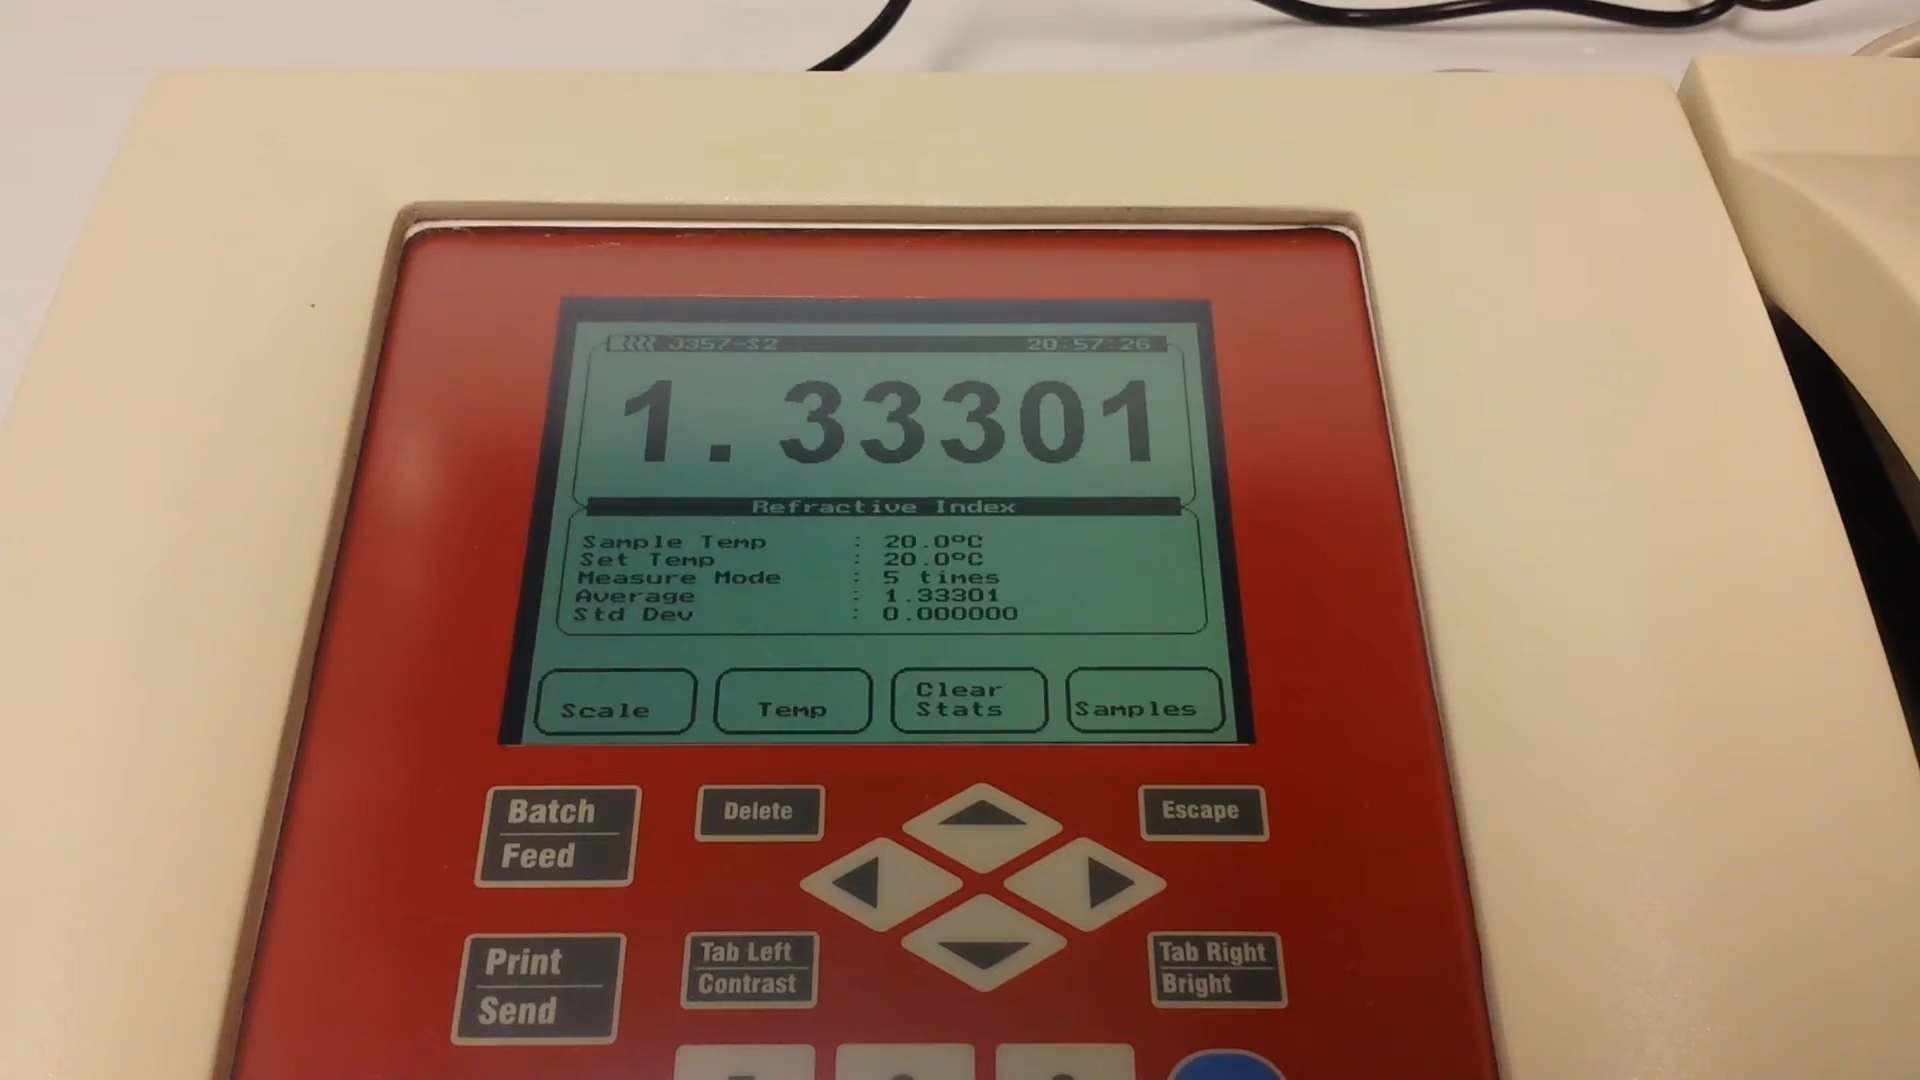 J357-S2 20:57:26
1.33301
Refractive Index
Sample Temp : 20.0ºC
Set Temp : 20.0ºC
Measure Mode : 5 times
Average : 1.33301
Std Dev : 0.000000
Scale Temp Clear Stats Samples
Batch Feed
Delete
Escape
Print Send
Tab Left Contrast
Tab Right Bright